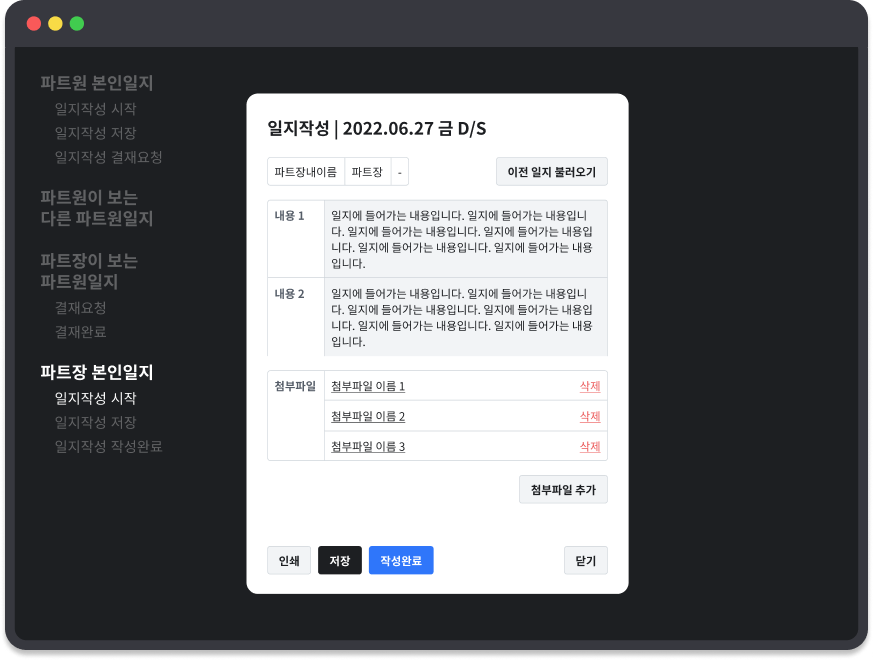 파트원 본인일지
일지작성 시작
일지작성 저장
일지작성 결재요청
파트원이 보는
다른 파트원일지
파트장이 보는
파트원일지
결재요청
결재완료
파트장 본인일지
일지작성 시작
일지작성 저장
일지작성 작성완료
일지작성 | 2022.06.27 금 D/S
파트장내이름 파트장 -
이전 일지 불러오기
내용 1
일지에 들어가는 내용입니다. 일지에 들어가는 내용입니
다. 일지에 들어가는 내용입니다. 일지에 들어가는 내용입
니다. 일지에 들어가는 내용입니다. 일지에 들어가는 내용
입니다.
내용 2
일지에 들어가는 내용입니다. 일지에 들어가는 내용입니
다. 일지에 들어가는 내용입니다. 일지에 들어가는 내용입
니다. 일지에 들어가는 내용입니다. 일지에 들어가는 내용
입니다.
첨부파일
첨부파일 이름 1 삭제
첨부파일 이름 2 삭제
첨부파일 이름 3 삭제
첨부파일 추가
인쇄 저장 작성완료 닫기